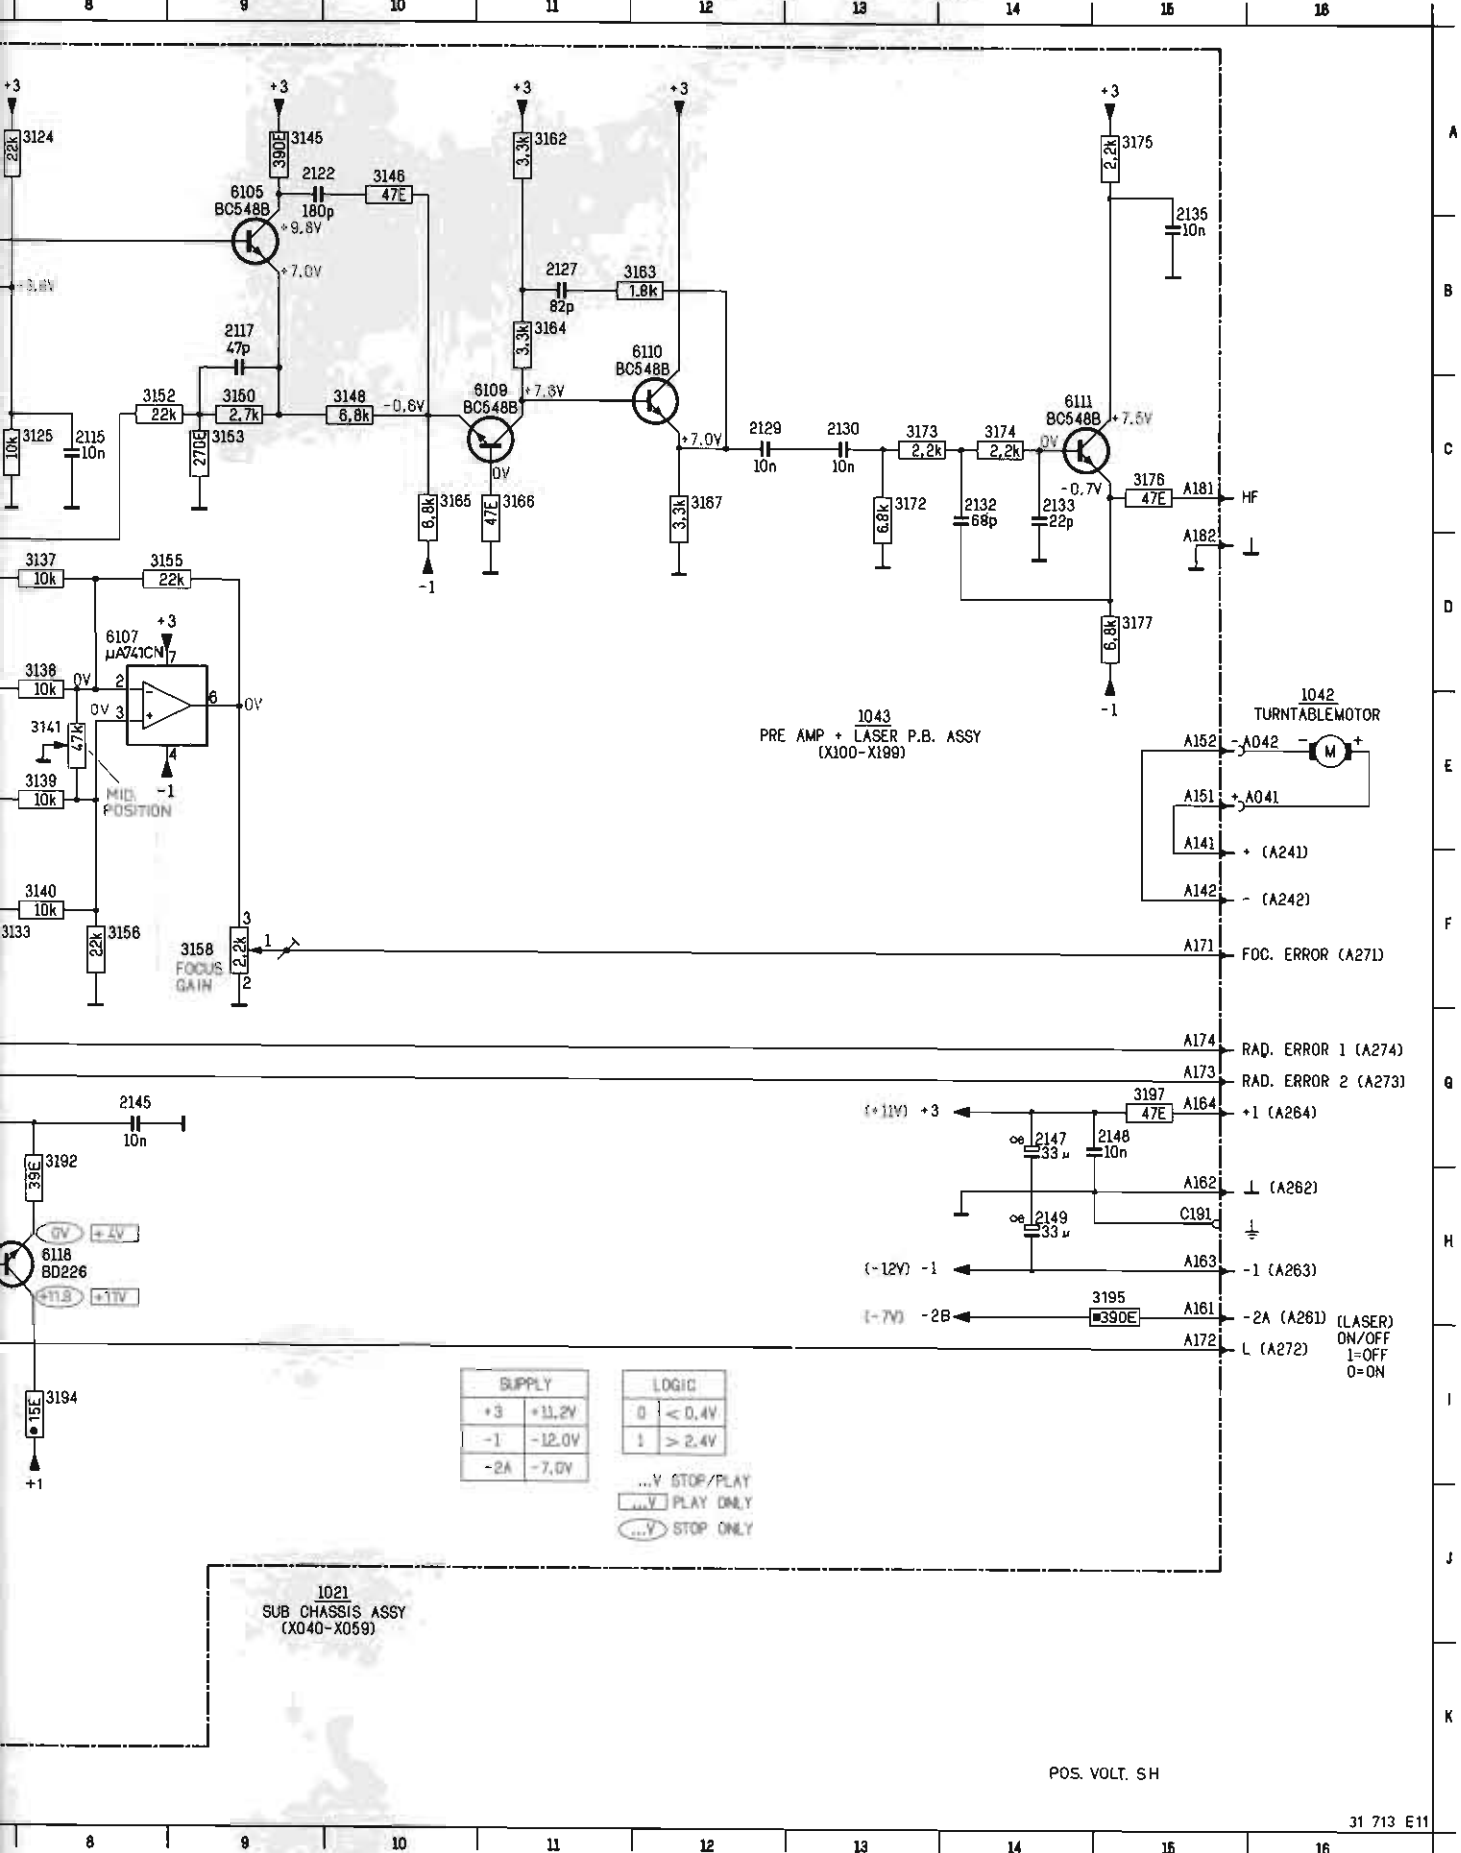 8 9 10 11 12 13 14 15 16
+3 +3 +3 +3 +3
3124 22k
3145 390E
3162 3.3k
3175 2,2k
A
2122 180p
3146 47E
6105 BC548B
+9.8V
+7.0V
2135 10n
2127 82p
3163 1.8k
B
3164 3.3k
2117 47p
6110 BC548B
3152 22k
3150 2.7k
3148 6,8k
-0.6V
6109 BC548B
+7.6V
6111 BC548B
+7.5V
3125 10k
2115 10n
3153 270E
0V
+7.0V
2129 10n
2130 10n
3173 2,2k
3174 2,2k
0V
C
-0.7V
3165 6,8k
3166 47E
3167 3,3k
3172 6.8k
2132 68p
2133 22p
3176 47E
A181 HF
A182 ⊥
3137 10k
3155 22k
-1
D
6107 µA741CN
+3
7
3177 6,8k
3138 10k
0V 2 - 6 0V
0V 3 +
-1
3141 47k
4
-1
MID. POSITION
3139 10k
1043
PRE AMP + LASER P.B. ASSY
(X100-X199)
1042
TURNTABLEMOTOR
A152 - A042 - M +
E
A151 + A041
A141 + (A241)
A142 - (A242)
3140 10k
3133
3156 22k
F
3158 2,2k
FOCUS GAIN
3 1 2
A171 FOC. ERROR (A271)
A174 RAD. ERROR 1 (A274)
A173 RAD. ERROR 2 (A273)
G
2145 10n
(+11V) +3
3197 47E
A164 +1 (A264)
2147 33µ
2148 10n
3192 39E
A162 ⊥ (A262)
C191
0V +4V
6118 BD226
+11.8 +11V
2149 33µ
H
(-12V) -1
A163 -1 (A263)
(-7V) -2B
3195 390E
A161 -2A (A261)
A172 L (A272)
(LASER)
ON/OFF
1=OFF
0=ON
3194 15E
+1
I
SUPPLY
+3 +11.2V
-1 -12.0V
-2A -7.0V
LOGIC
0 < 0.4V
1 > 2.4V
...V STOP/PLAY
...V PLAY ONLY
...V STOP ONLY
J
1021
SUB CHASSIS ASSY
(X040-X059)
K
POS. VOLT. SH
31 713 E11
8 9 10 11 12 13 14 15 16